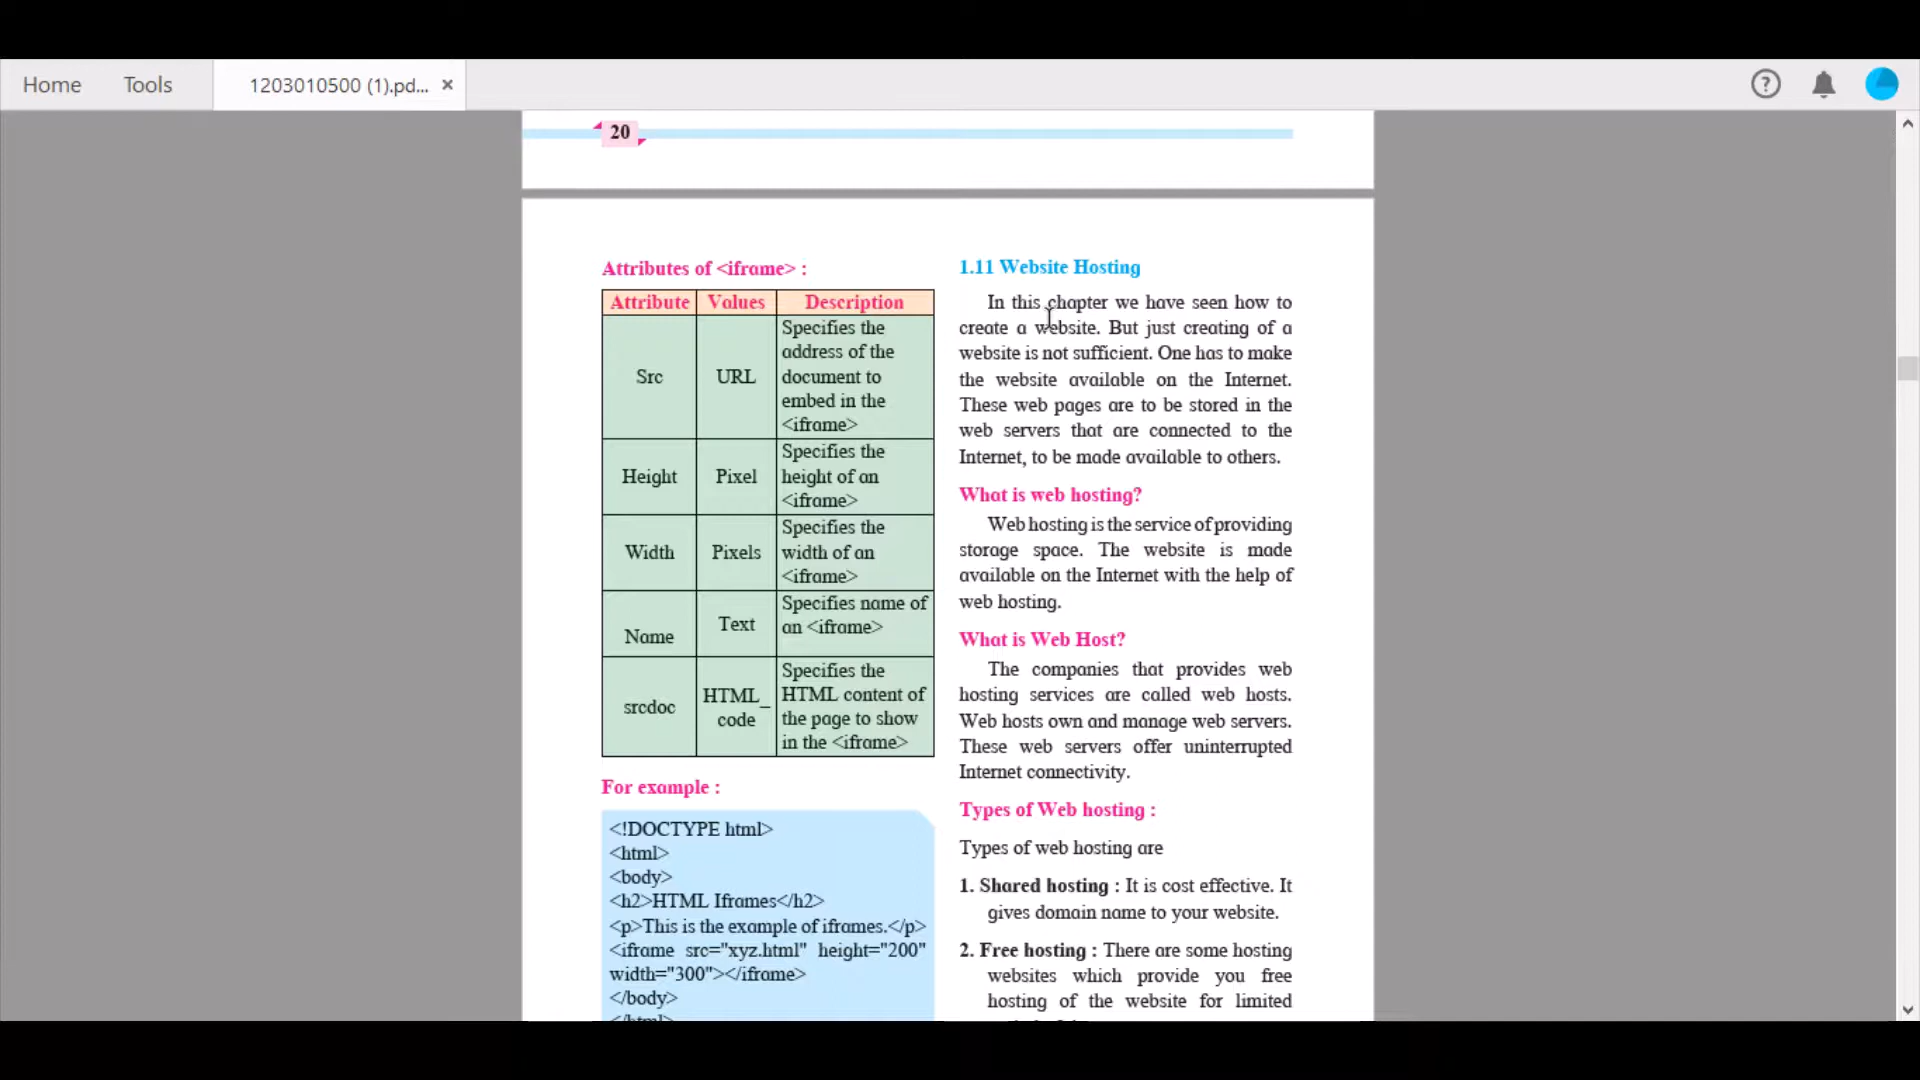 Home
Tools
1203010500 (1).pd...
20
Attributes of <iframe> :
Attribute Values Description
Src URL Specifies the
address of the
document to
embed in the
<iframe>
Height Pixel Specifies the
height of an
<iframe>
Width Pixels Specifies the
width of an
<iframe>
Name Text Specifies name of
an <iframe>
srcdoc HTML_
code Specifies the
HTML content of
the page to show
in the <iframe>
For example :
<!DOCTYPE html>
<html>
<body>
<h2>HTML Iframes</h2>
<p>This is the example of iframes.</p>
<iframe src="xyz.html" height="200"
width="300"></iframe>
</body>
1.11 Website Hosting
In this chapter we have seen how to
create a website. But just creating of a
website is not sufficient. One has to make
the website available on the Internet.
These web pages are to be stored in the
web servers that are connected to the
Internet, to be made available to others.
What is web hosting?
Web hosting is the service of providing
storage space. The website is made
available on the Internet with the help of
web hosting.
What is Web Host?
The companies that provides web
hosting services are called web hosts.
Web hosts own and manage web servers.
These web servers offer uninterrupted
Internet connectivity.
Types of Web hosting :
Types of web hosting are
1. Shared hosting : It is cost effective. It
gives domain name to your website.
2. Free hosting : There are some hosting
websites which provide you free
hosting of the website for limited